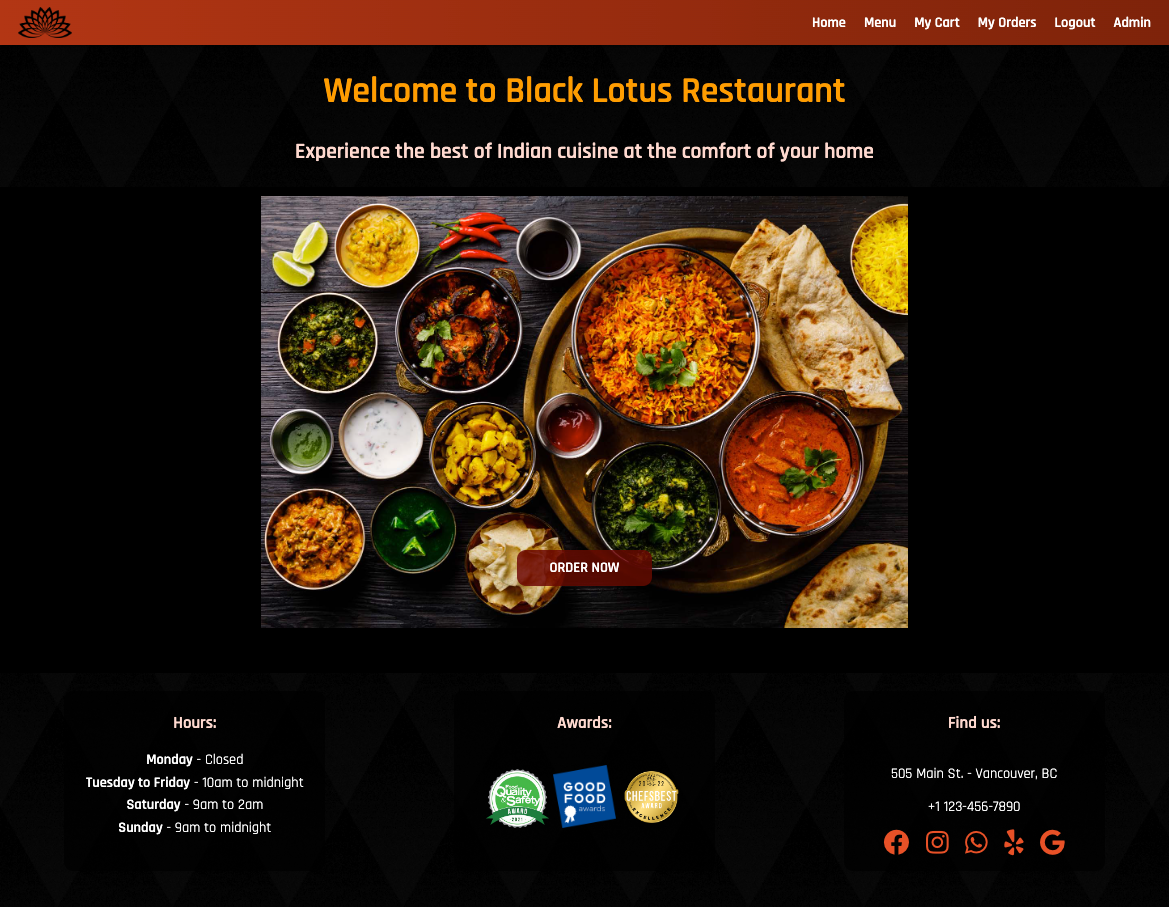 Home Menu My Cart My Orders Logout Admin
Welcome to Black Lotus Restaurant
Experience the best of Indian cuisine at the comfort of your home
ORDER NOW
Hours:
Monday - Closed
Tuesday to Friday - 10am to midnight
Saturday - 9am to 2am
Sunday - 9am to midnight
Awards:
Quality
Safety
AWARD
2021
GOOD
FOOD
awards
CHEFSBEST
AWARD
EXCELLENCE
Find us:
505 Main St. - Vancouver, BC
+1 123-456-7890